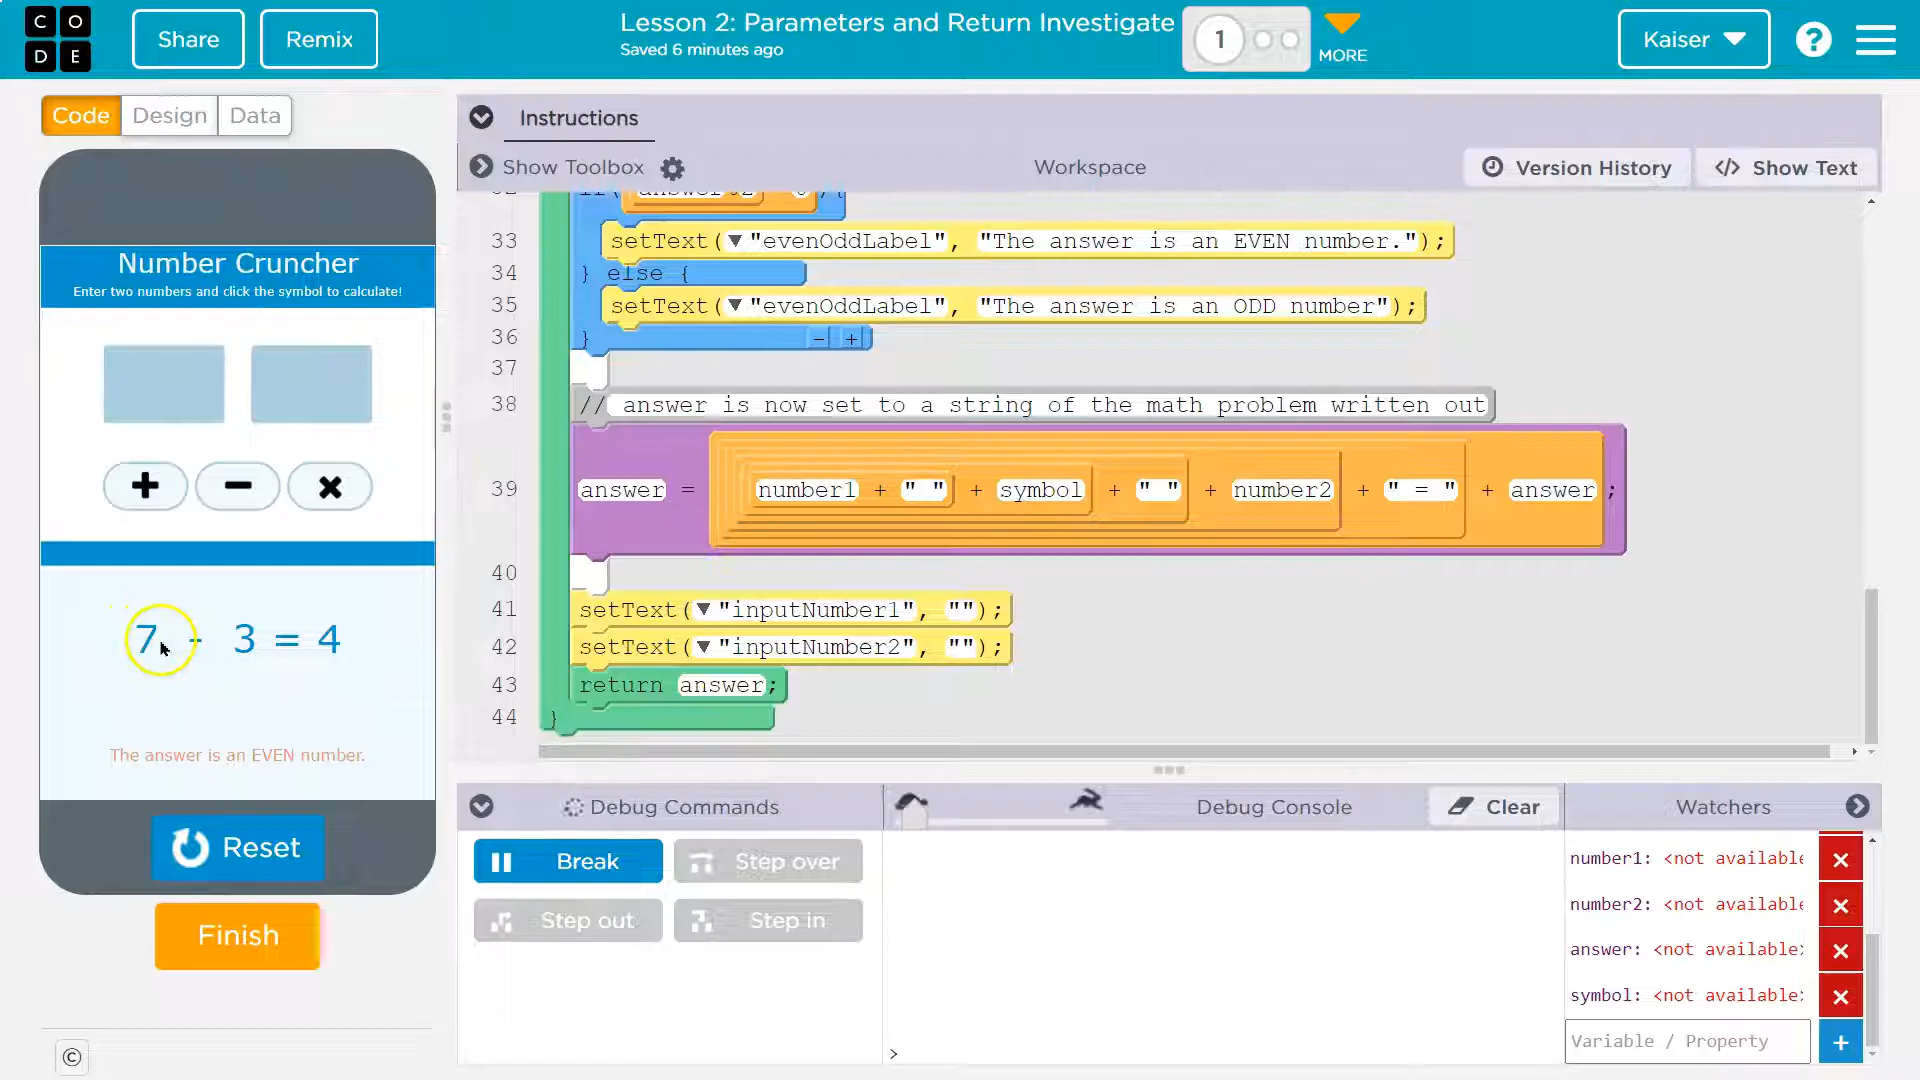 CODE
Share
Remix
Lesson 2: Parameters and Return Investigate
Saved 6 minutes ago
1
MORE
Kaiser
?
Code
Design
Data
Instructions
Show Toolbox
Workspace
Version History
</> Show Text
Number Cruncher
Enter two numbers and click the symbol to calculate!
7 - 3 = 4
The answer is an EVEN number.
Reset
Finish
©
33 setText(▼"evenOddLabel", "The answer is an EVEN number.");
34 } else {
35 setText(▼"evenOddLabel", "The answer is an ODD number");
36 } - +
37
38 // answer is now set to a string of the math problem written out
39 answer = number1 + " " + symbol + " " + number2 + " = " + answer;
40
41 setText(▼"inputNumber1", "");
42 setText(▼"inputNumber2", "");
43 return answer;
44 }
Debug Commands
Break
Step over
Step out
Step in
Debug Console
Clear
>
Watchers
number1: <not available
number2: <not available
answer: <not available>
symbol: <not available>
Variable / Property
+